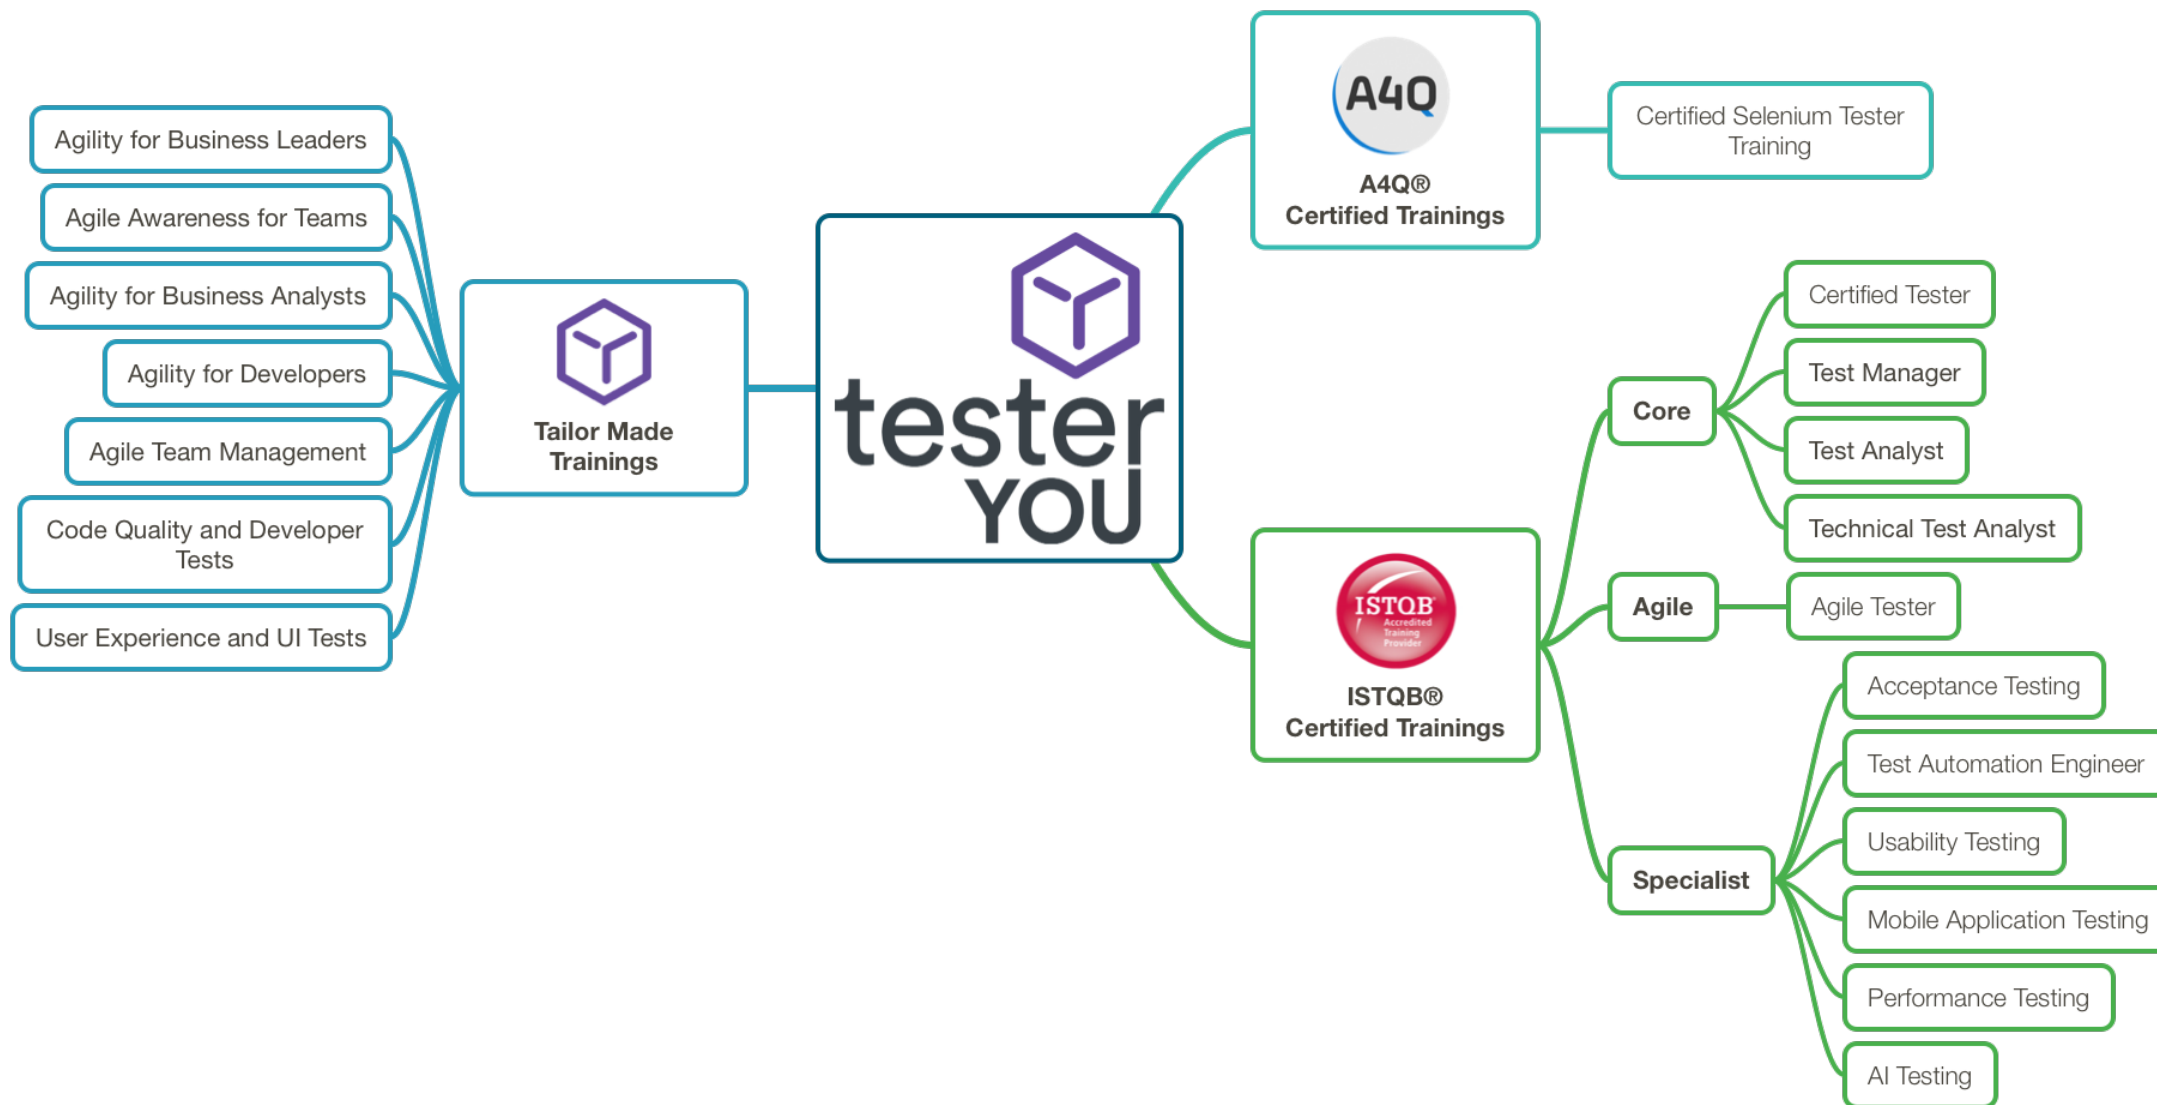 Agility for Business Leaders
Agile Awareness for Teams
Agility for Business Analysts
Agility for Developers
Agile Team Management
Code Quality and Developer
Tests
User Experience and UI Tests
Tailor Made
Trainings
tester
YOU
A4Q
A4Q®
Certified Trainings
Certified Selenium Tester
Training
ISTQB®
Accredited
Training
Provider
ISTQB®
Certified Trainings
Core
Certified Tester
Test Manager
Test Analyst
Technical Test Analyst
Agile
Agile Tester
Specialist
Acceptance Testing
Test Automation Engineer
Usability Testing
Mobile Application Testing
Performance Testing
AI Testing